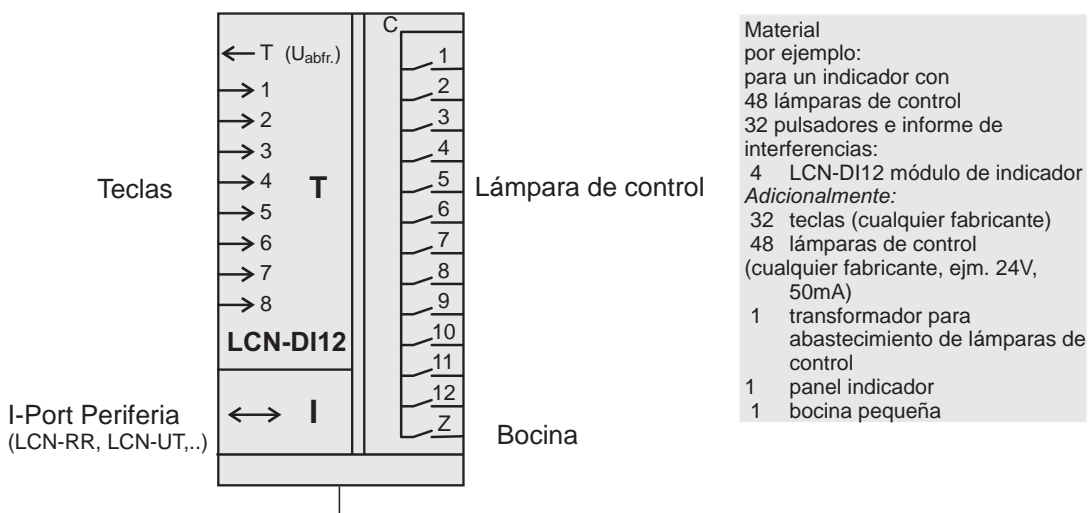 C
T (Uabfr.)
1
2
3
4
5
6
7
8
T
LCN-DI12
I
Teclas
I-Port Periferia
(LCN-RR, LCN-UT,..)
1
2
3
4
5
6
7
8
9
10
11
12
Z
Lámpara de control
Bocina
Material
por ejemplo:
para un indicador con
48 lámparas de control
32 pulsadores e informe de
interferencias:
4 LCN-DI12 módulo de indicador
Adicionalmente:
32 teclas (cualquier fabricante)
48 lámparas de control
(cualquier fabricante, ejm. 24V,
50mA)
1 transformador para
abastecimiento de lámparas de
control
1 panel indicador
1 bocina pequeña